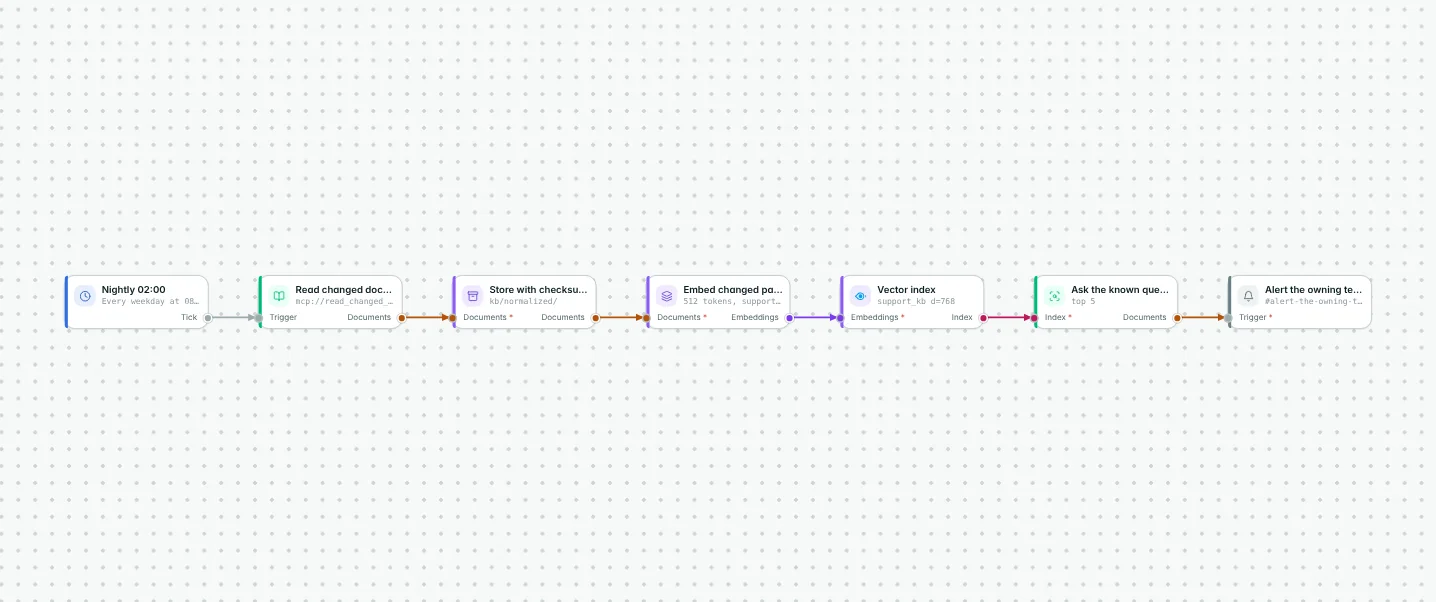 Nightly 02:00
Every weekday at 08…
Tick
Read changed doc…
mcp://read_changed_…
Trigger
Documents
Store with checksu…
kb/normalized/
Documents *
Documents
Embed changed pa…
512 tokens, support…
Documents *
Embeddings
Vector index
support_kb d=768
Embeddings *
Index
Ask the known que…
top 5
Index *
Documents
Alert the owning te…
#alert-the-owning-t…
Trigger *